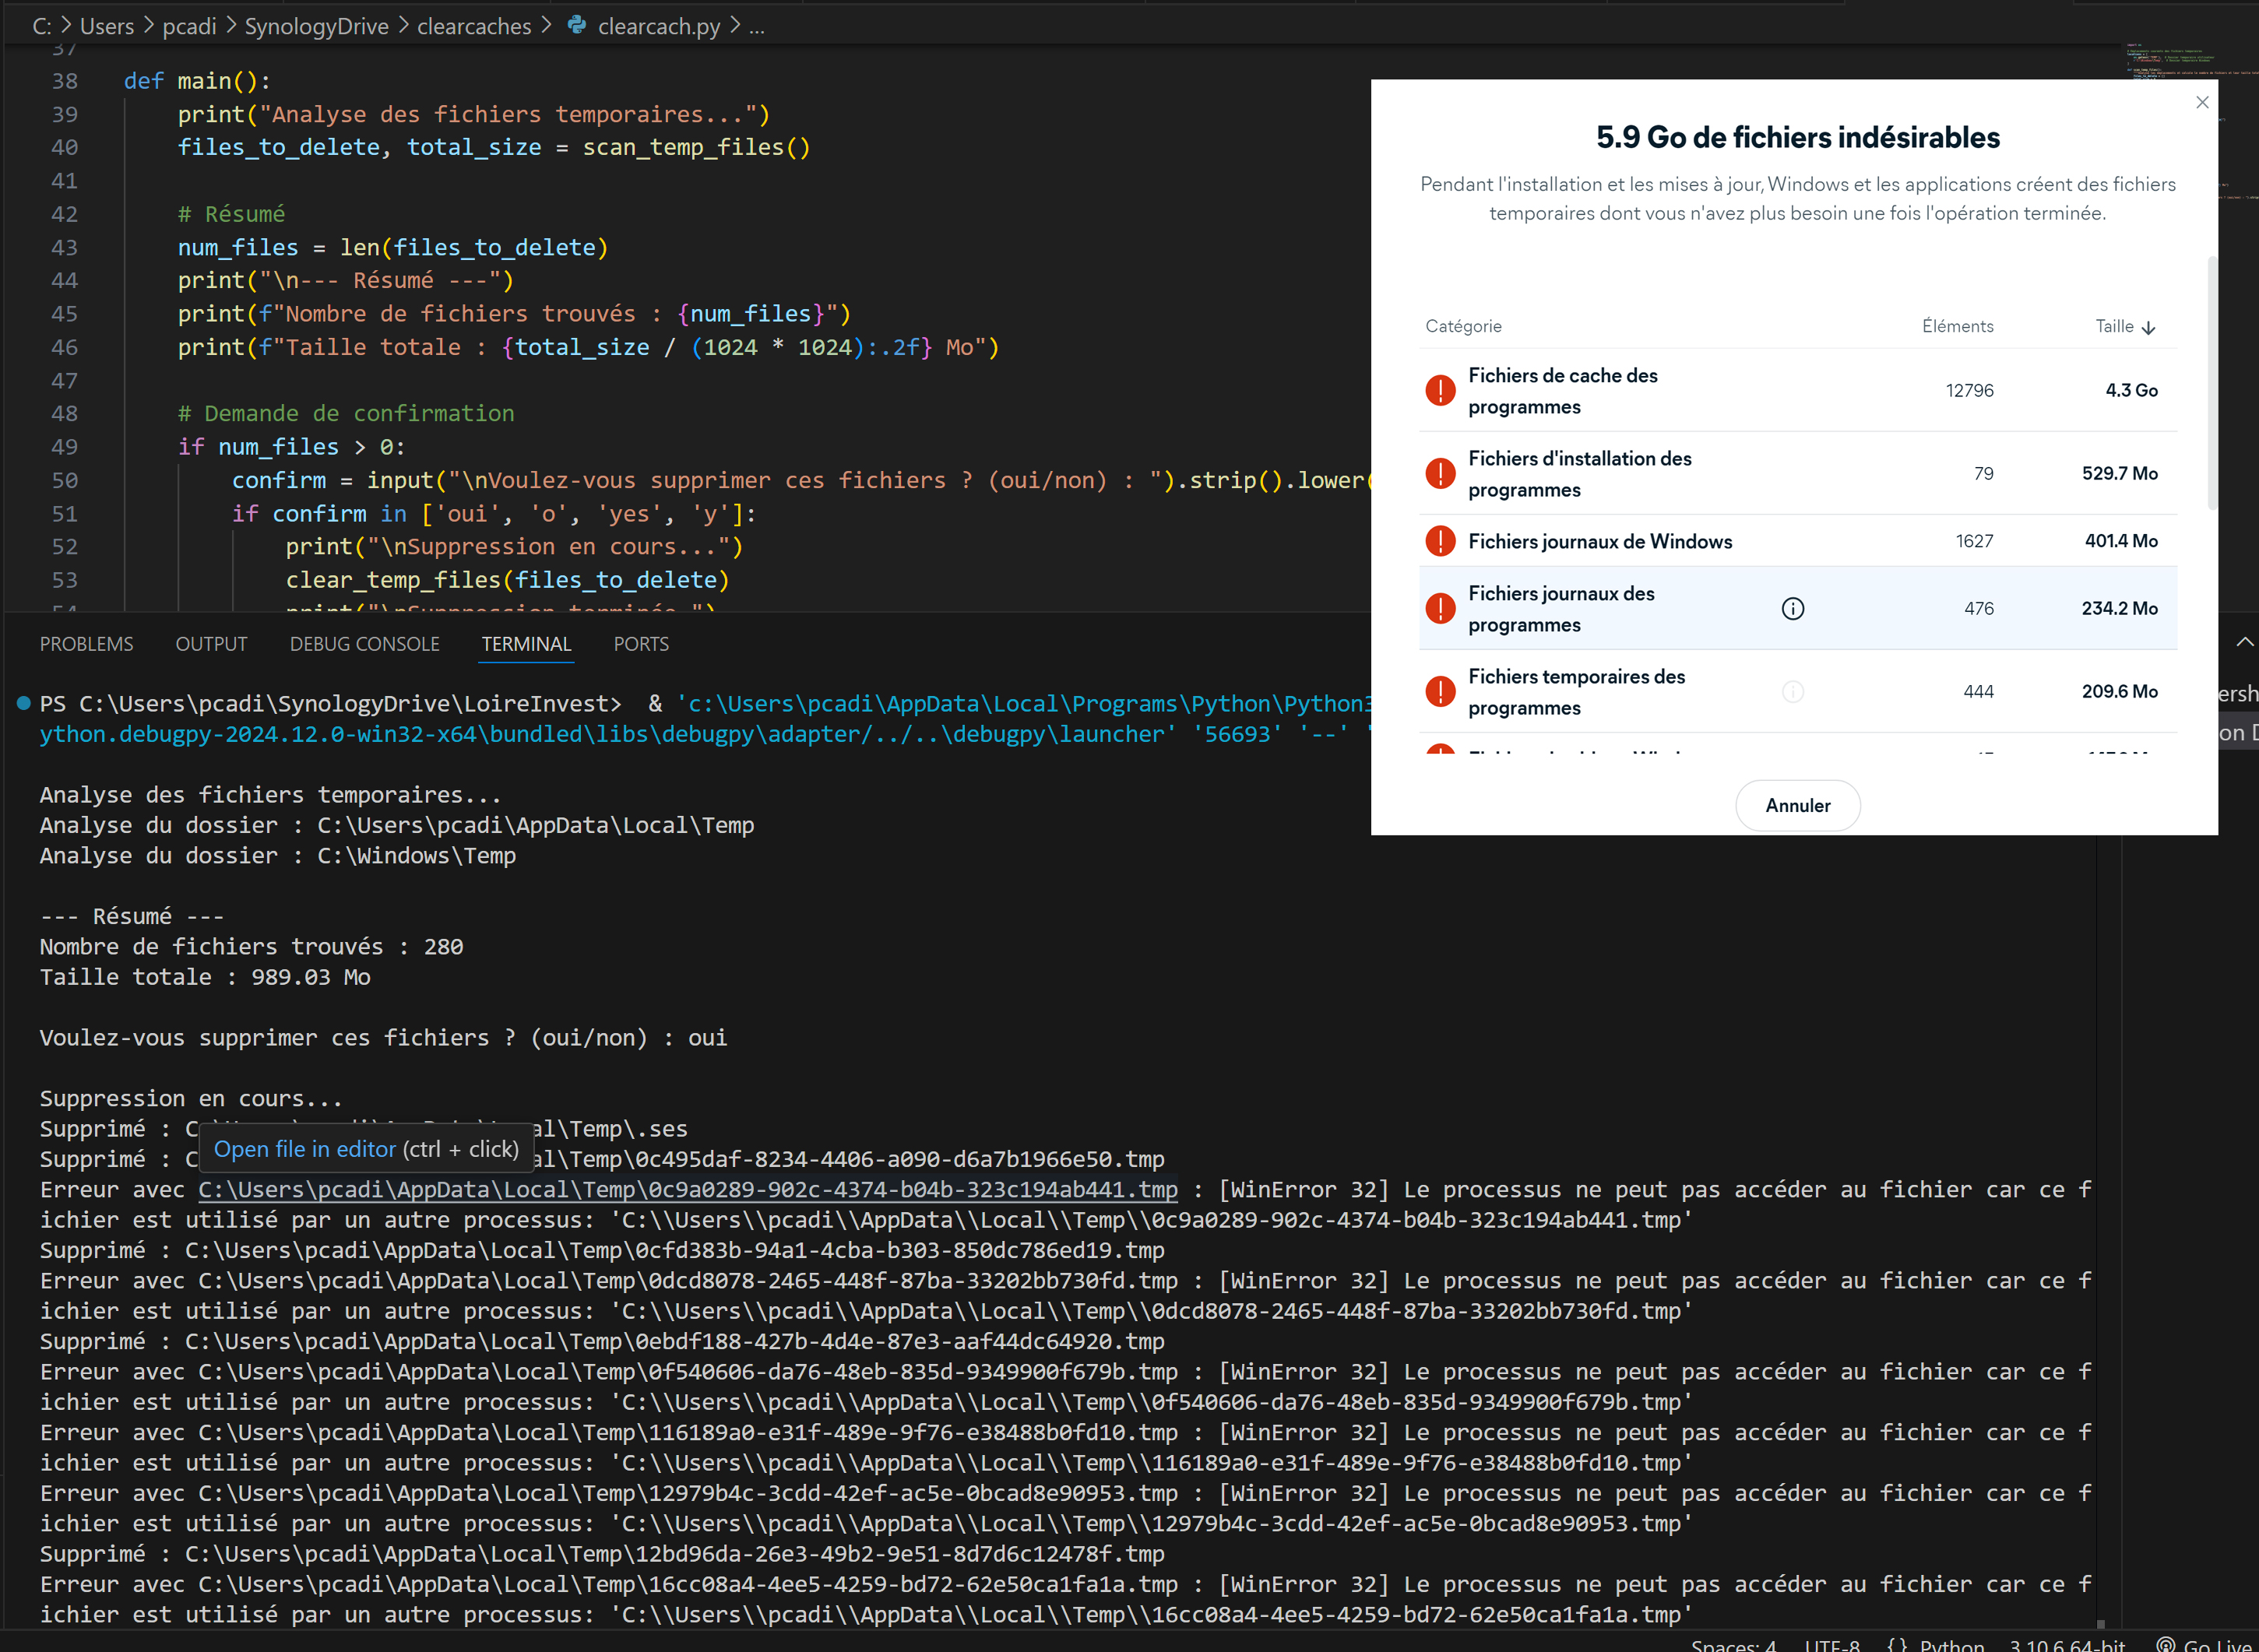 C: > Users > pcadi > SynologyDrive > clearcaches > clearcach.py > ...
37
38 def main():
39 print("Analyse des fichiers temporaires...")
40 files_to_delete, total_size = scan_temp_files()
41
42 # Résumé
43 num_files = len(files_to_delete)
44 print("\n--- Résumé ---")
45 print(f"Nombre de fichiers trouvés : {num_files}")
46 print(f"Taille totale : {total_size / (1024 * 1024):.2f} Mo")
47
48 # Demande de confirmation
49 if num_files > 0:
50 confirm = input("\nVoulez-vous supprimer ces fichiers ? (oui/non) : ").strip().lower(
51 if confirm in ['oui', 'o', 'yes', 'y']:
52 print("\nSuppression en cours...")
53 clear_temp_files(files_to_delete)
54 print("\nSuppression terminée.")
5.9 Go de fichiers indésirables
Pendant l'installation et les mises à jour, Windows et les applications créent des fichiers
temporaires dont vous n'avez plus besoin une fois l'opération terminée.
Catégorie Éléments Taille
Fichiers de cache des
programmes 12796 4.3 Go
Fichiers d'installation des
programmes 79 529.7 Mo
Fichiers journaux de Windows 1627 401.4 Mo
Fichiers journaux des
programmes 476 234.2 Mo
Fichiers temporaires des
programmes 444 209.6 Mo
Annuler
PROBLEMS OUTPUT DEBUG CONSOLE TERMINAL PORTS
PS C:\Users\pcadi\SynologyDrive\LoireInvest> & 'c:\Users\pcadi\AppData\Local\Programs\Python\Python3
ython.debugpy-2024.12.0-win32-x64\bundled\libs\debugpy\adapter/../..\debugpy\launcher' '56693' '--' '
Analyse des fichiers temporaires...
Analyse du dossier : C:\Users\pcadi\AppData\Local\Temp
Analyse du dossier : C:\Windows\Temp
--- Résumé ---
Nombre de fichiers trouvés : 280
Taille totale : 989.03 Mo
Voulez-vous supprimer ces fichiers ? (oui/non) : oui
Suppression en cours...
Supprimé : C al\Temp\.ses
Open file in editor (ctrl + click)
Supprimé : C al\Temp\0c495daf-8234-4406-a090-d6a7b1966e50.tmp
Erreur avec C:\Users\pcadi\AppData\Local\Temp\0c9a0289-902c-4374-b04b-323c194ab441.tmp : [WinError 32] Le processus ne peut pas accéder au fichier car ce f
ichier est utilisé par un autre processus: 'C:\\Users\\pcadi\\AppData\\Local\\Temp\\0c9a0289-902c-4374-b04b-323c194ab441.tmp'
Supprimé : C:\Users\pcadi\AppData\Local\Temp\0cfd383b-94a1-4cba-b303-850dc786ed19.tmp
Erreur avec C:\Users\pcadi\AppData\Local\Temp\0dcd8078-2465-448f-87ba-33202bb730fd.tmp : [WinError 32] Le processus ne peut pas accéder au fichier car ce f
ichier est utilisé par un autre processus: 'C:\\Users\\pcadi\\AppData\\Local\\Temp\\0dcd8078-2465-448f-87ba-33202bb730fd.tmp'
Supprimé : C:\Users\pcadi\AppData\Local\Temp\0ebdf188-427b-4d4e-87e3-aaf44dc64920.tmp
Erreur avec C:\Users\pcadi\AppData\Local\Temp\0f540606-da76-48eb-835d-9349900f679b.tmp : [WinError 32] Le processus ne peut pas accéder au fichier car ce f
ichier est utilisé par un autre processus: 'C:\\Users\\pcadi\\AppData\\Local\\Temp\\0f540606-da76-48eb-835d-9349900f679b.tmp'
Erreur avec C:\Users\pcadi\AppData\Local\Temp\116189a0-e31f-489e-9f76-e38488b0fd10.tmp : [WinError 32] Le processus ne peut pas accéder au fichier car ce f
ichier est utilisé par un autre processus: 'C:\\Users\\pcadi\\AppData\\Local\\Temp\\116189a0-e31f-489e-9f76-e38488b0fd10.tmp'
Erreur avec C:\Users\pcadi\AppData\Local\Temp\12979b4c-3cdd-42ef-ac5e-0bcad8e90953.tmp : [WinError 32] Le processus ne peut pas accéder au fichier car ce f
ichier est utilisé par un autre processus: 'C:\\Users\\pcadi\\AppData\\Local\\Temp\\12979b4c-3cdd-42ef-ac5e-0bcad8e90953.tmp'
Supprimé : C:\Users\pcadi\AppData\Local\Temp\12bd96da-26e3-49b2-9e51-8d7d6c12478f.tmp
Erreur avec C:\Users\pcadi\AppData\Local\Temp\16cc08a4-4ee5-4259-bd72-62e50ca1fa1a.tmp : [WinError 32] Le processus ne peut pas accéder au fichier car ce f
ichier est utilisé par un autre processus: 'C:\\Users\\pcadi\\AppData\\Local\\Temp\\16cc08a4-4ee5-4259-bd72-62e50ca1fa1a.tmp'
ersh
on D
Spaces: 4 UTF-8 {} Python 3.10.6 64-bit Go Live